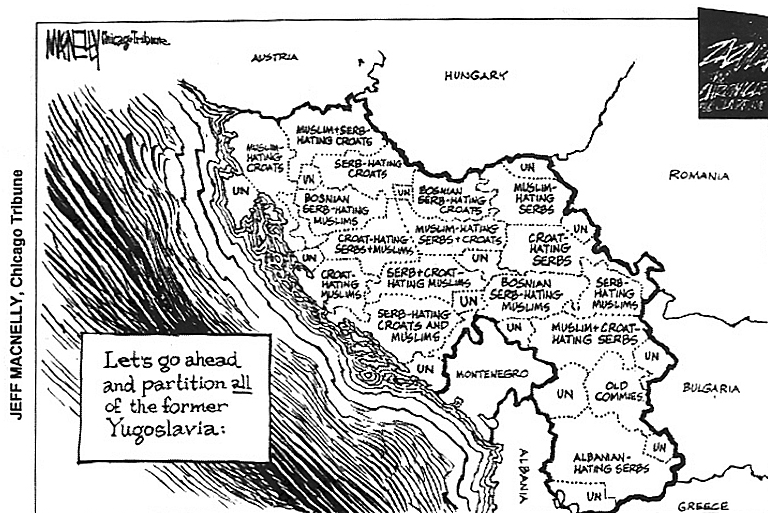 MACNELLY Chicago Tribune
AUSTRIA
HUNGARY
ROMANIA
BULGARIA
GREECE
ALBANIA
MONTENEGRO
MUSLIM-
HATING
CROATS
MUSLIM+SERB-
HATING CROATS
SERB-HATING
CROATS
UN
UN
UN
BOSNIAN
SERB-HATING
MUSLIMS
BOSNIAN
SERB-HATING
CROATS
UN
MUSLIM-
HATING
SERBS
UN
CROAT-HATING
SERBS+MUSLIMS
MUSLIM-HATING
SERBS+CROATS
CROAT
HATING
SERBS
UN
UN
CROAT
HATING
MUSLIMS
SERB+CROAT-
HATING MUSLIMS
BOSNIAN
SERB-HATING
MUSLIMS
SERB-
HATING
MUSLIMS
UN
SERB-HATING
CROATS AND
MUSLIMS
UN
MUSLIM+CROAT-
HATING SERBS
UN
UN
UN
OLD
COMMIES
UN
ALBANIAN-
HATING SERBS
UN
Let's go ahead
and partition all
of the former
Yugoslavia:
JEFF MACNELLY, Chicago Tribune